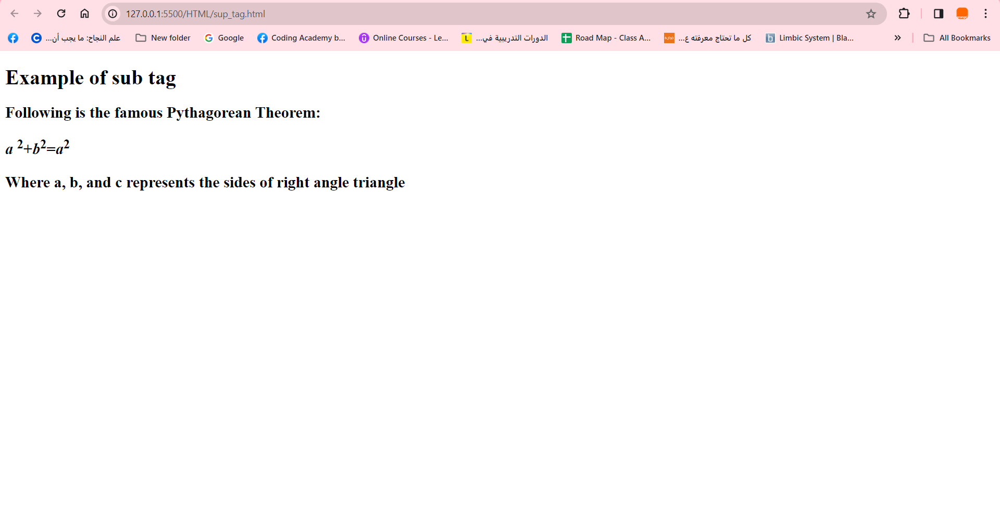 127.0.0.1:5500/HTML/sup_tag.html
علم النجاح: ما يجب أن...
New folder
Google
Coding Academy b...
Online Courses - Le...
الدورات التدريبية في...
Road Map - Class A...
كل ما تحتاج معرفته ع...
Limbic System | Bla...
All Bookmarks
Example of sub tag
Following is the famous Pythagorean Theorem:
a ²+b²=a²
Where a, b, and c represents the sides of right angle triangle